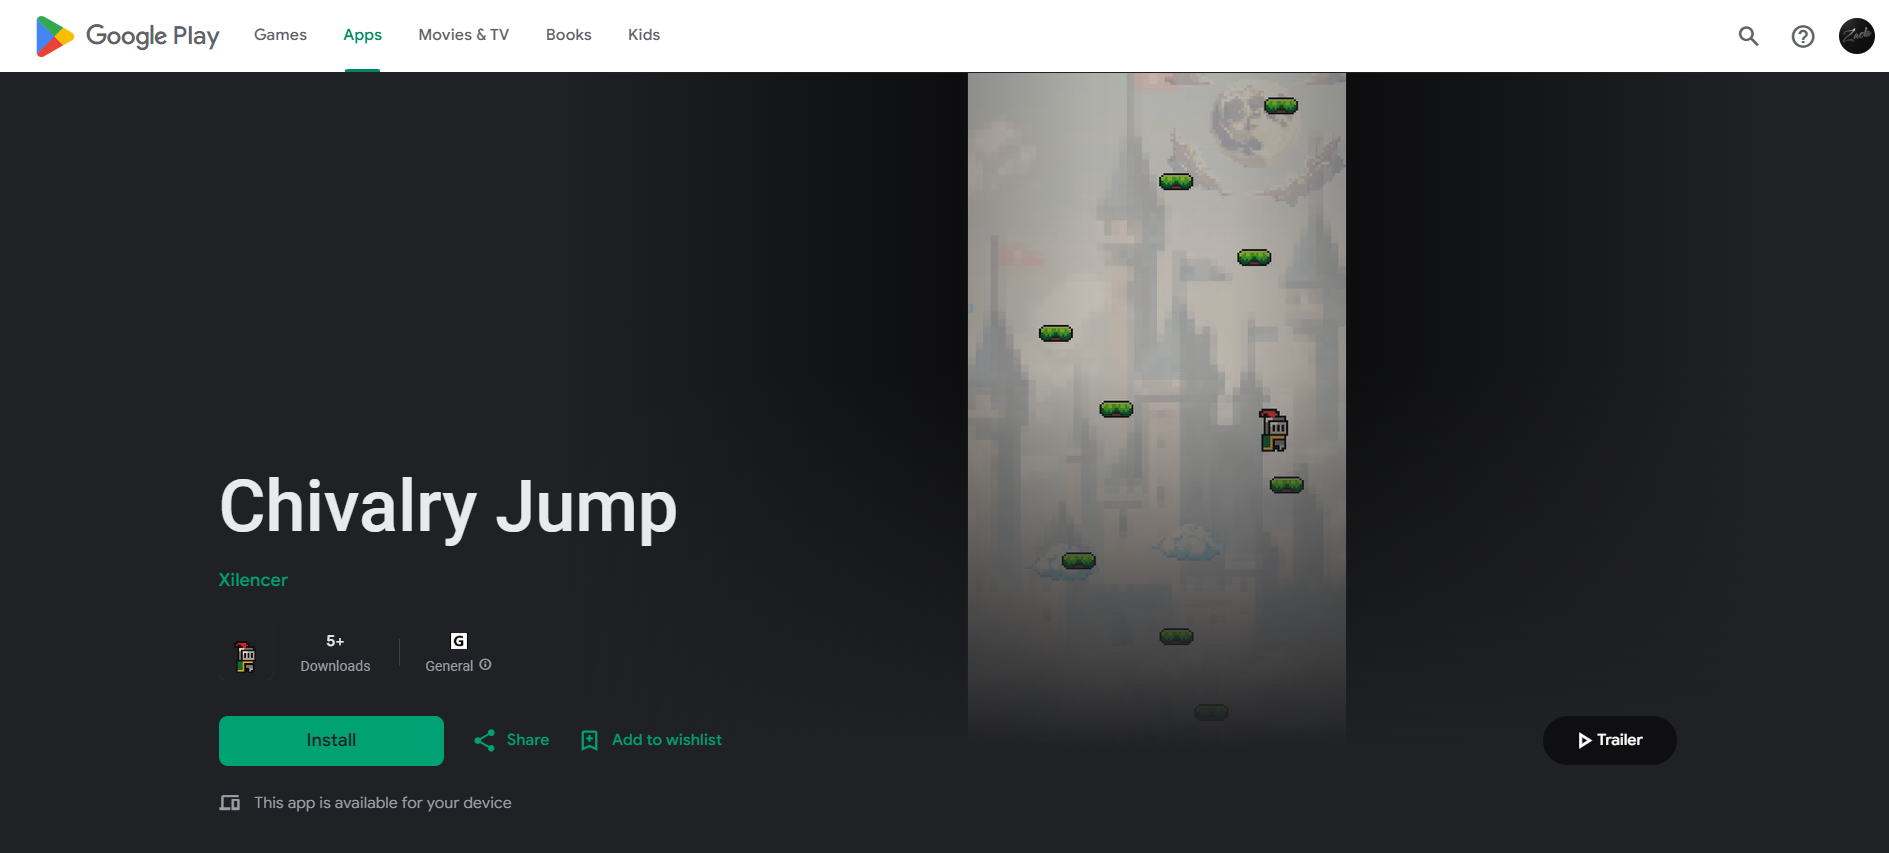 Google Play Games Apps Movies & TV Books Kids
Zack
Chivalry Jump
Xilencer
5+
Downloads
G
General
Install
Share
Add to wishlist
Trailer
This app is available for your device